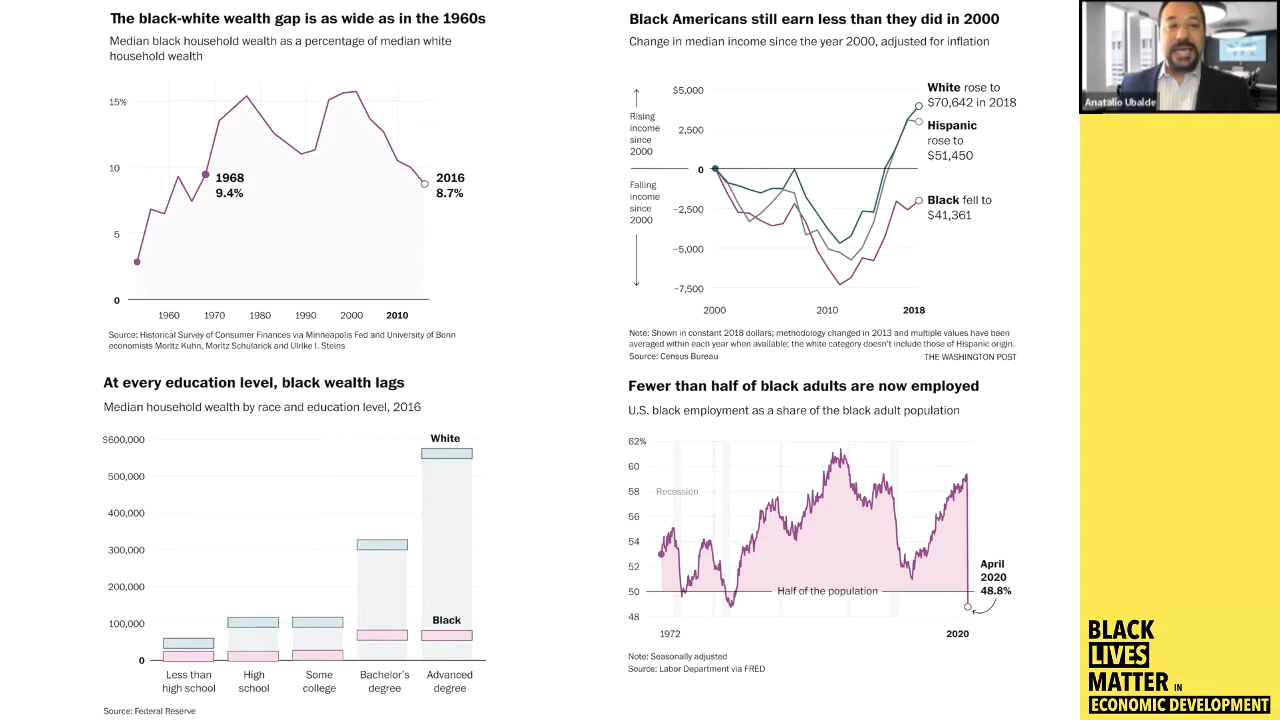 The black-white wealth gap is as wide as in the 1960s
Median black household wealth as a percentage of median white
household wealth
15%
10
5
0
1968
9.4%
2016
8.7%
1960
1970
1980
1990
2000
2010
Source: Historical Survey of Consumer Finances via Minneapolis Fed and University of Bonn
economists Moritz Kuhn, Moritz Schularick and Ulrike I. Steins
Black Americans still earn less than they did in 2000
Change in median income since the year 2000, adjusted for inflation
$5,000
2,500
0
−2,500
−5,000
−7,500
Rising
income
since
2000
Falling
income
since
2000
White rose to
$70,642 in 2018
Hispanic
rose to
$51,450
Black fell to
$41,361
2000
2010
2018
Note: Shown in constant 2018 dollars; methodology changed in 2013 and multiple values have been
averaged within each year when available; the white category doesn't include those of Hispanic origin.
Source: Census Bureau
THE WASHINGTON POST
At every education level, black wealth lags
Median household wealth by race and education level, 2016
$600,000
500,000
400,000
300,000
200,000
100,000
0
White
Black
Less than
high school
High
school
Some
college
Bachelor's
degree
Advanced
degree
Source: Federal Reserve
Fewer than half of black adults are now employed
U.S. black employment as a share of the black adult population
62%
60
58
56
54
52
50
48
Recession
Half of the population
April
2020
48.8%
1972
2020
Note: Seasonally adjusted
Source: Labor Department via FRED
Anatalio Ubalde
BLACK
LIVES
MATTER IN
ECONOMIC DEVELOPMENT